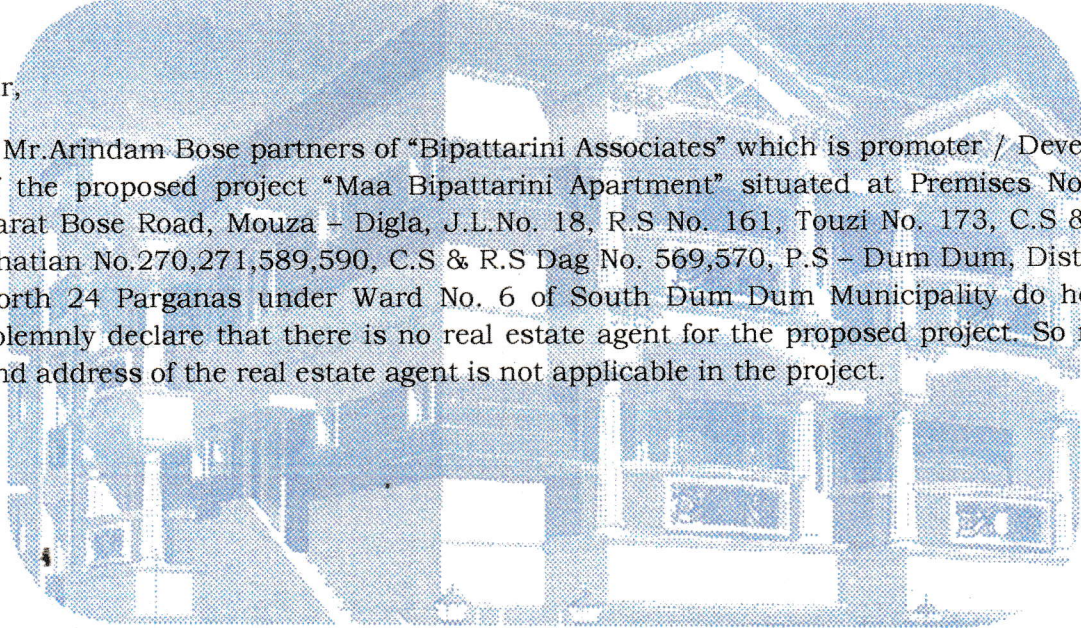 r,
Mr.Arindam Bose partners of “Bipattarini Associates” which is promoter / Deve
f the proposed project “Maa Bipattarini Apartment” situated at Premises No
arat Bose Road, Mouza – Digla, J.L.No. 18, R.S No. 161, Touzi No. 173, C.S &
hatian No.270,271,589,590, C.S & R.S Dag No. 569,570, P.S – Dum Dum, Dist
orth 24 Parganas under Ward No. 6 of South Dum Dum Municipality do he
olemnly declare that there is no real estate agent for the proposed project. So n
nd address of the real estate agent is not applicable in the project.